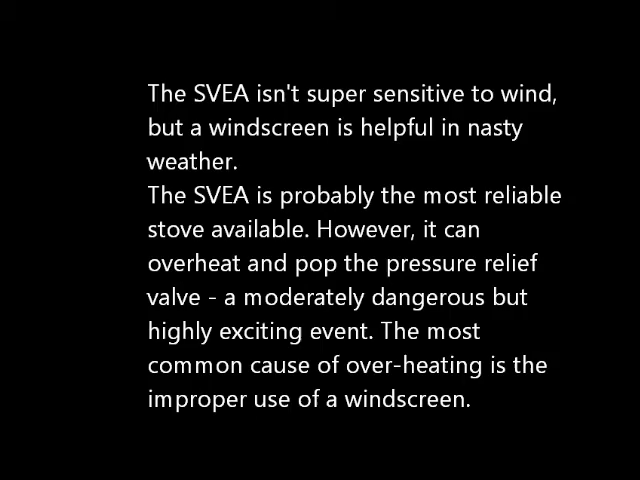 The SVEA isn't super sensitive to wind,
but a windscreen is helpful in nasty
weather.
The SVEA is probably the most reliable
stove available. However, it can
overheat and pop the pressure relief
valve - a moderately dangerous but
highly exciting event. The most
common cause of over-heating is the
improper use of a windscreen.